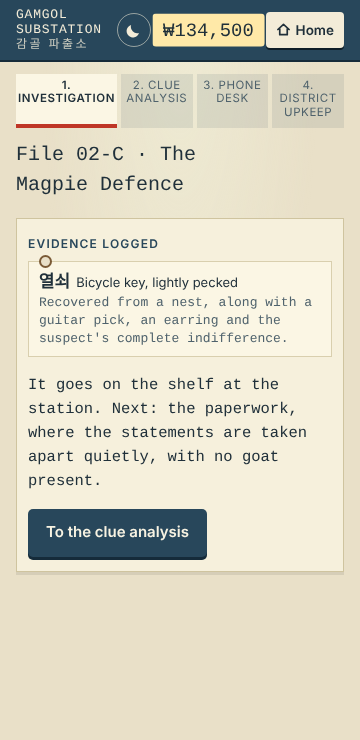 GAMGOL
SUBSTATION
감골 파출소
₩134,500
Home
1.
INVESTIGATION
2. CLUE
ANALYSIS
3. PHONE
DESK
4.
DISTRICT
UPKEEP
File 02-C · The
Magpie Defence
EVIDENCE LOGGED
열쇠 Bicycle key, lightly pecked
Recovered from a nest, along with a
guitar pick, an earring and the
suspect's complete indifference.
It goes on the shelf at the
station. Next: the paperwork,
where the statements are taken
apart quietly, with no goat
present.
To the clue analysis